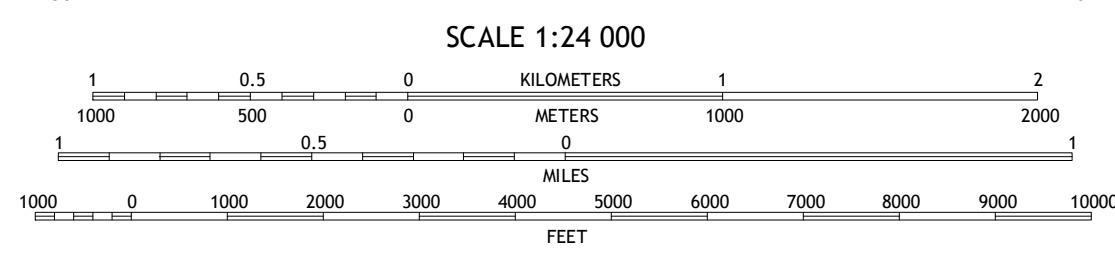 SCALE 1:24 000
1 0.5 0 KILOMETERS 1 2
1000 500 0 METERS 1000 2000
1 0.5 0 1
MILES
1000 0 1000 2000 3000 4000 5000 6000 7000 8000 9000 10000
FEET